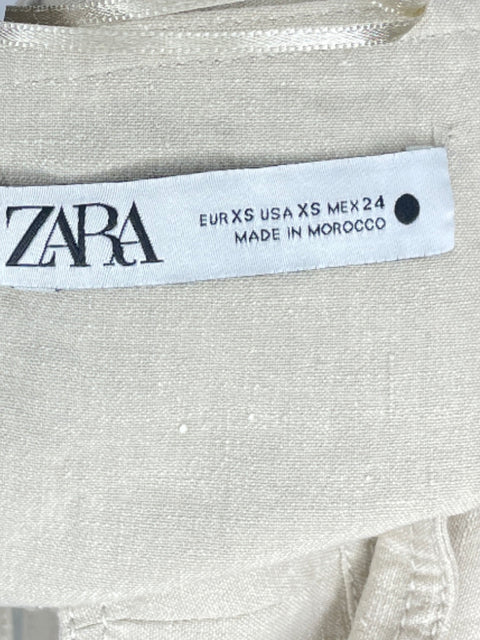 ZARA
EUR XS USA XS MEX 24
MADE IN MOROCCO